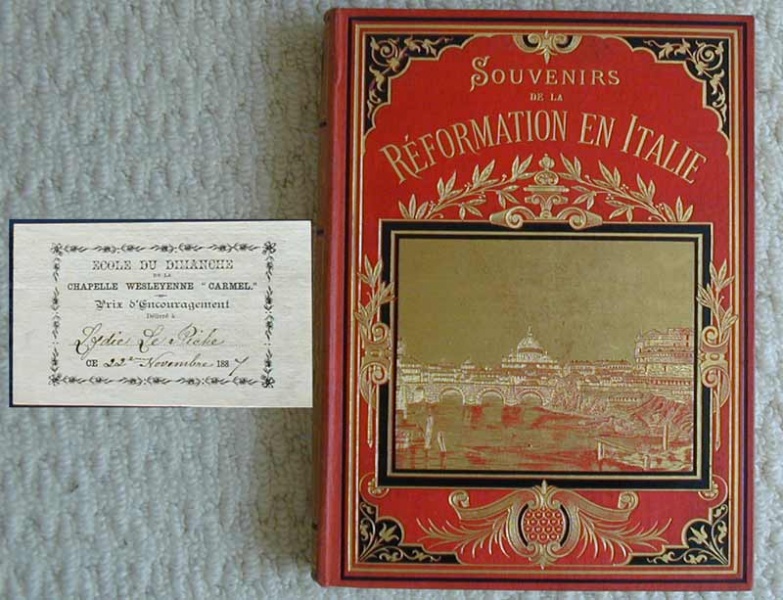 ECOLE DU DIMANCHE
DE LA
CHAPELLE WESLEYENNE "CARMEL."
Prix d'Encouragement
Délivré à
Lydie Le Riche
CE 22e Novembre 1887
SOUVENIRS
DE LA
RÉFORMATION EN ITALIE